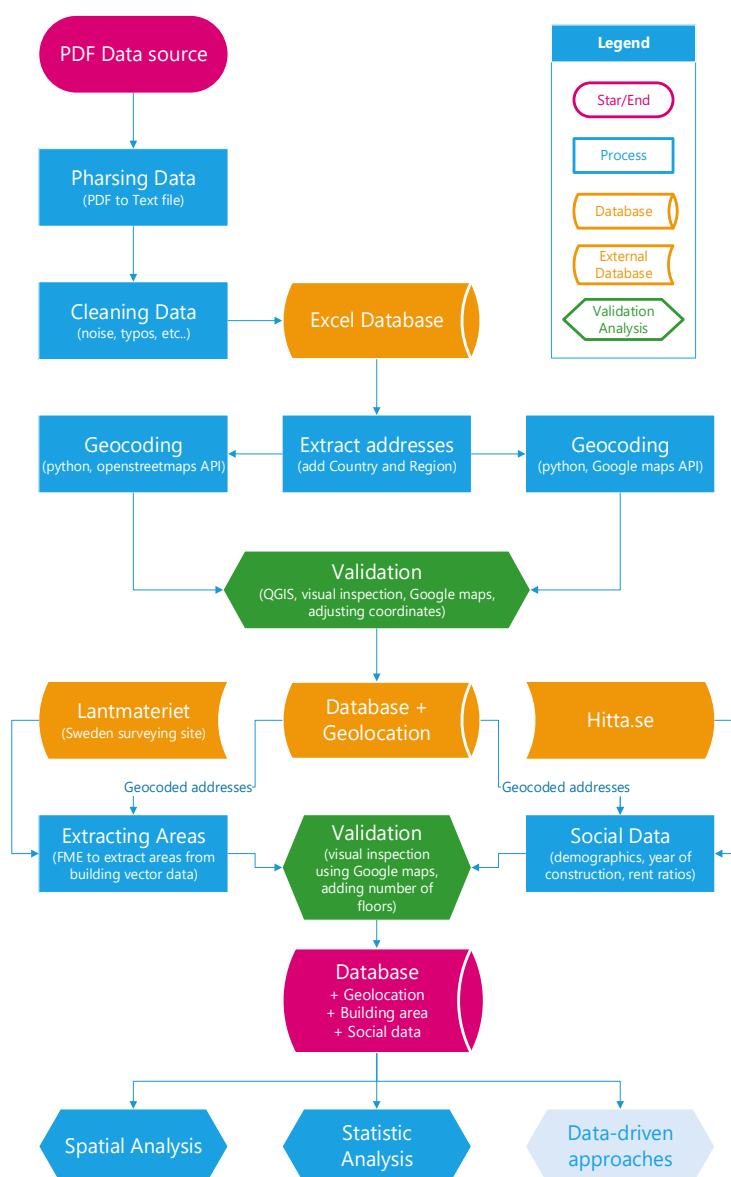 PDF Data source
Legend
Star/End
Process
Database
External
Database
Validation
Analysis
Pharsing Data
(PDF to Text file)
Cleaning Data
(noise, typos, etc..)
Excel Database
Geocoding
(python, openstreetmaps API)
Extract addresses
(add Country and Region)
Geocoding
(python, Google maps API)
Validation
(QGIS, visual inspection, Google maps,
adjusting coordinates)
Lantmateriet
(Sweden surveying site)
Database +
Geolocation
Hitta.se
Geocoded addresses
Geocoded addresses
Extracting Areas
(FME to extract areas from
building vector data)
Validation
(visual inspection
using Google maps,
adding number of
floors)
Social Data
(demographics, year of
construction, rent ratios)
Database
+ Geolocation
+ Building area
+ Social data
Spatial Analysis
Statistic
Analysis
Data-driven
approaches